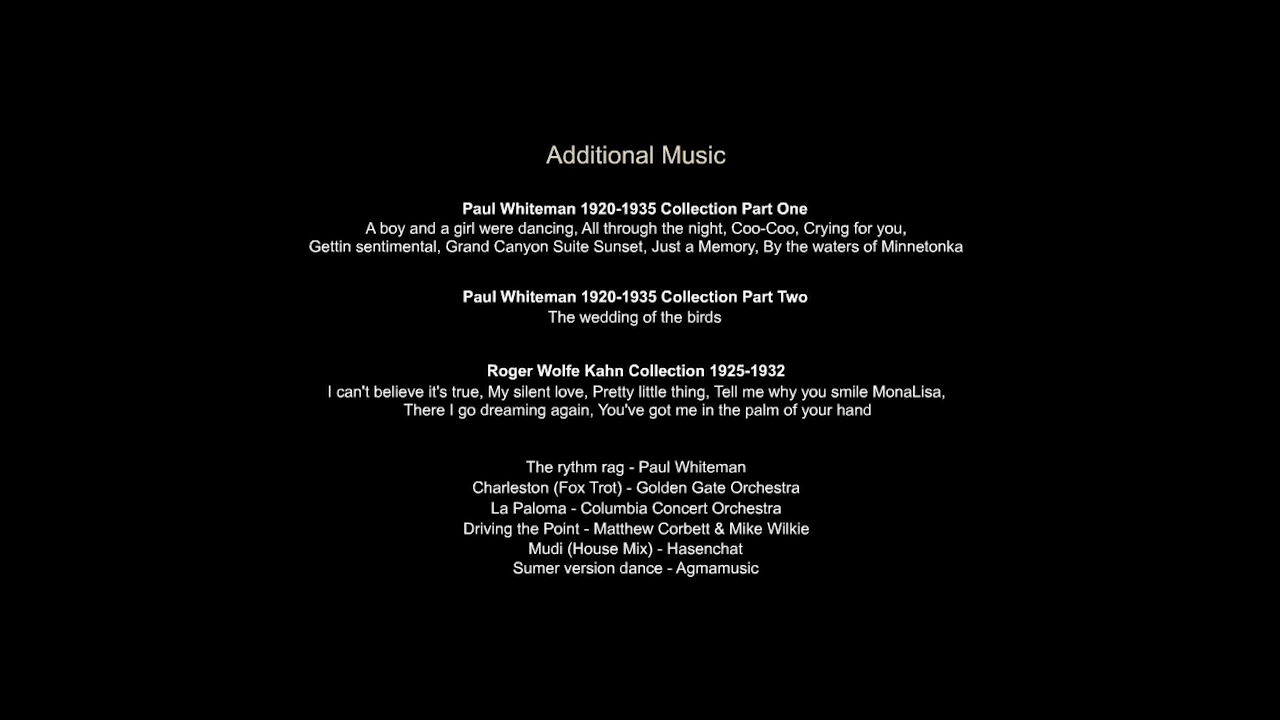 Additional Music
Paul Whiteman 1920-1935 Collection Part One
A boy and a girl were dancing, All through the night, Coo-Coo, Crying for you,
Gettin sentimental, Grand Canyon Suite Sunset, Just a Memory, By the waters of Minnetonka
Paul Whiteman 1920-1935 Collection Part Two
The wedding of the birds
Roger Wolfe Kahn Collection 1925-1932
I can't believe it's true, My silent love, Pretty little thing, Tell me why you smile MonaLisa,
There I go dreaming again, You've got me in the palm of your hand
The rythm rag - Paul Whiteman
Charleston (Fox Trot) - Golden Gate Orchestra
La Paloma - Columbia Concert Orchestra
Driving the Point - Matthew Corbett & Mike Wilkie
Mudi (House Mix) - Hasenchat
Sumer version dance - Agmamusic